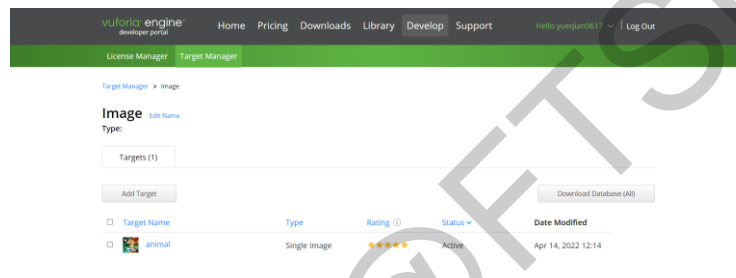 vuforia engine Home Pricing Downloads Library Develop Support Hello yueqian0617 | Log Out
developer portal
License Manager Target Manager
Target Manager > Image
Image Edit Name
Type:
Targets (1)
Add Target Download Database (All)
Target Name Type Rating Status Date Modified
animal Single Image Active Apr 14, 2022 12:14
@FTS